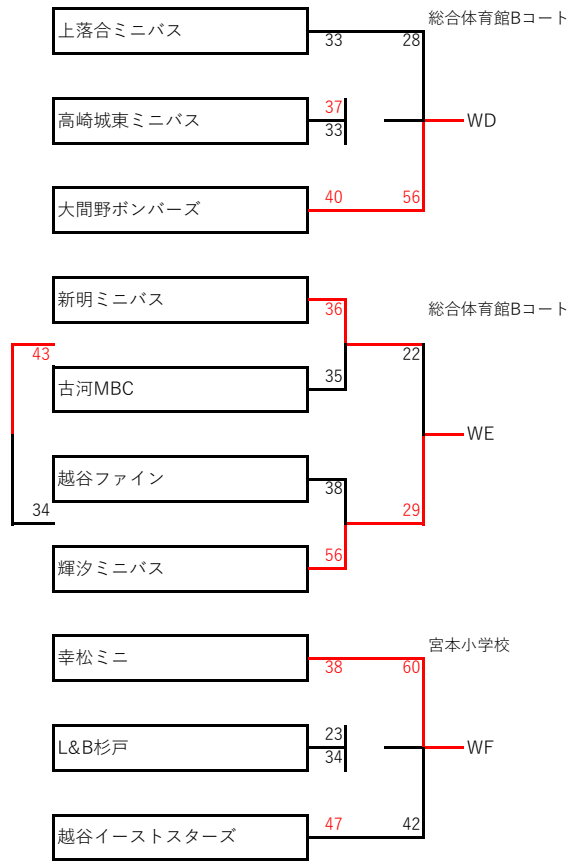 総合体育館Bコート
上落合ミニバス
33
28
高崎城東ミニバス
37
33
WD
大間野ボンバーズ
40
56
新明ミニバス
36
総合体育館Bコート
43
22
古河MBC
35
WE
越谷ファイン
38
34
29
輝汐ミニバス
56
幸松ミニ
38
60
宮本小学校
L&B杉戸
23
34
WF
越谷イーストスターズ
47
42